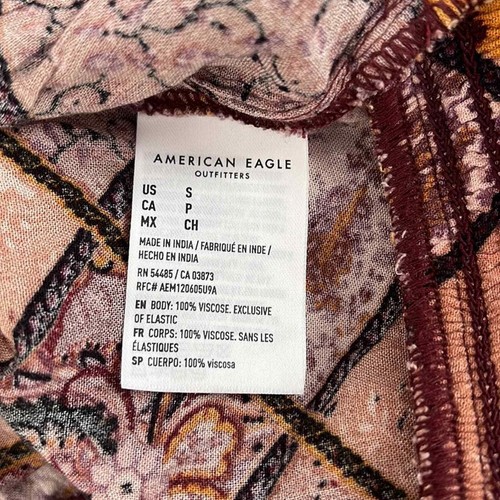 AMERICAN EAGLE
OUTFITTERS
US S
CA P
MX CH
MADE IN INDIA / FABRIQUÉ EN INDE /
HECHO EN INDIA
RN 54485 / CA 03873
RFC# AEM120605U9A
EN BODY: 100% VISCOSE. EXCLUSIVE
OF ELASTIC
FR CORPS: 100% VISCOSE. SANS LES
ÉLASTIQUES
SP CUERPO: 100% viscosa